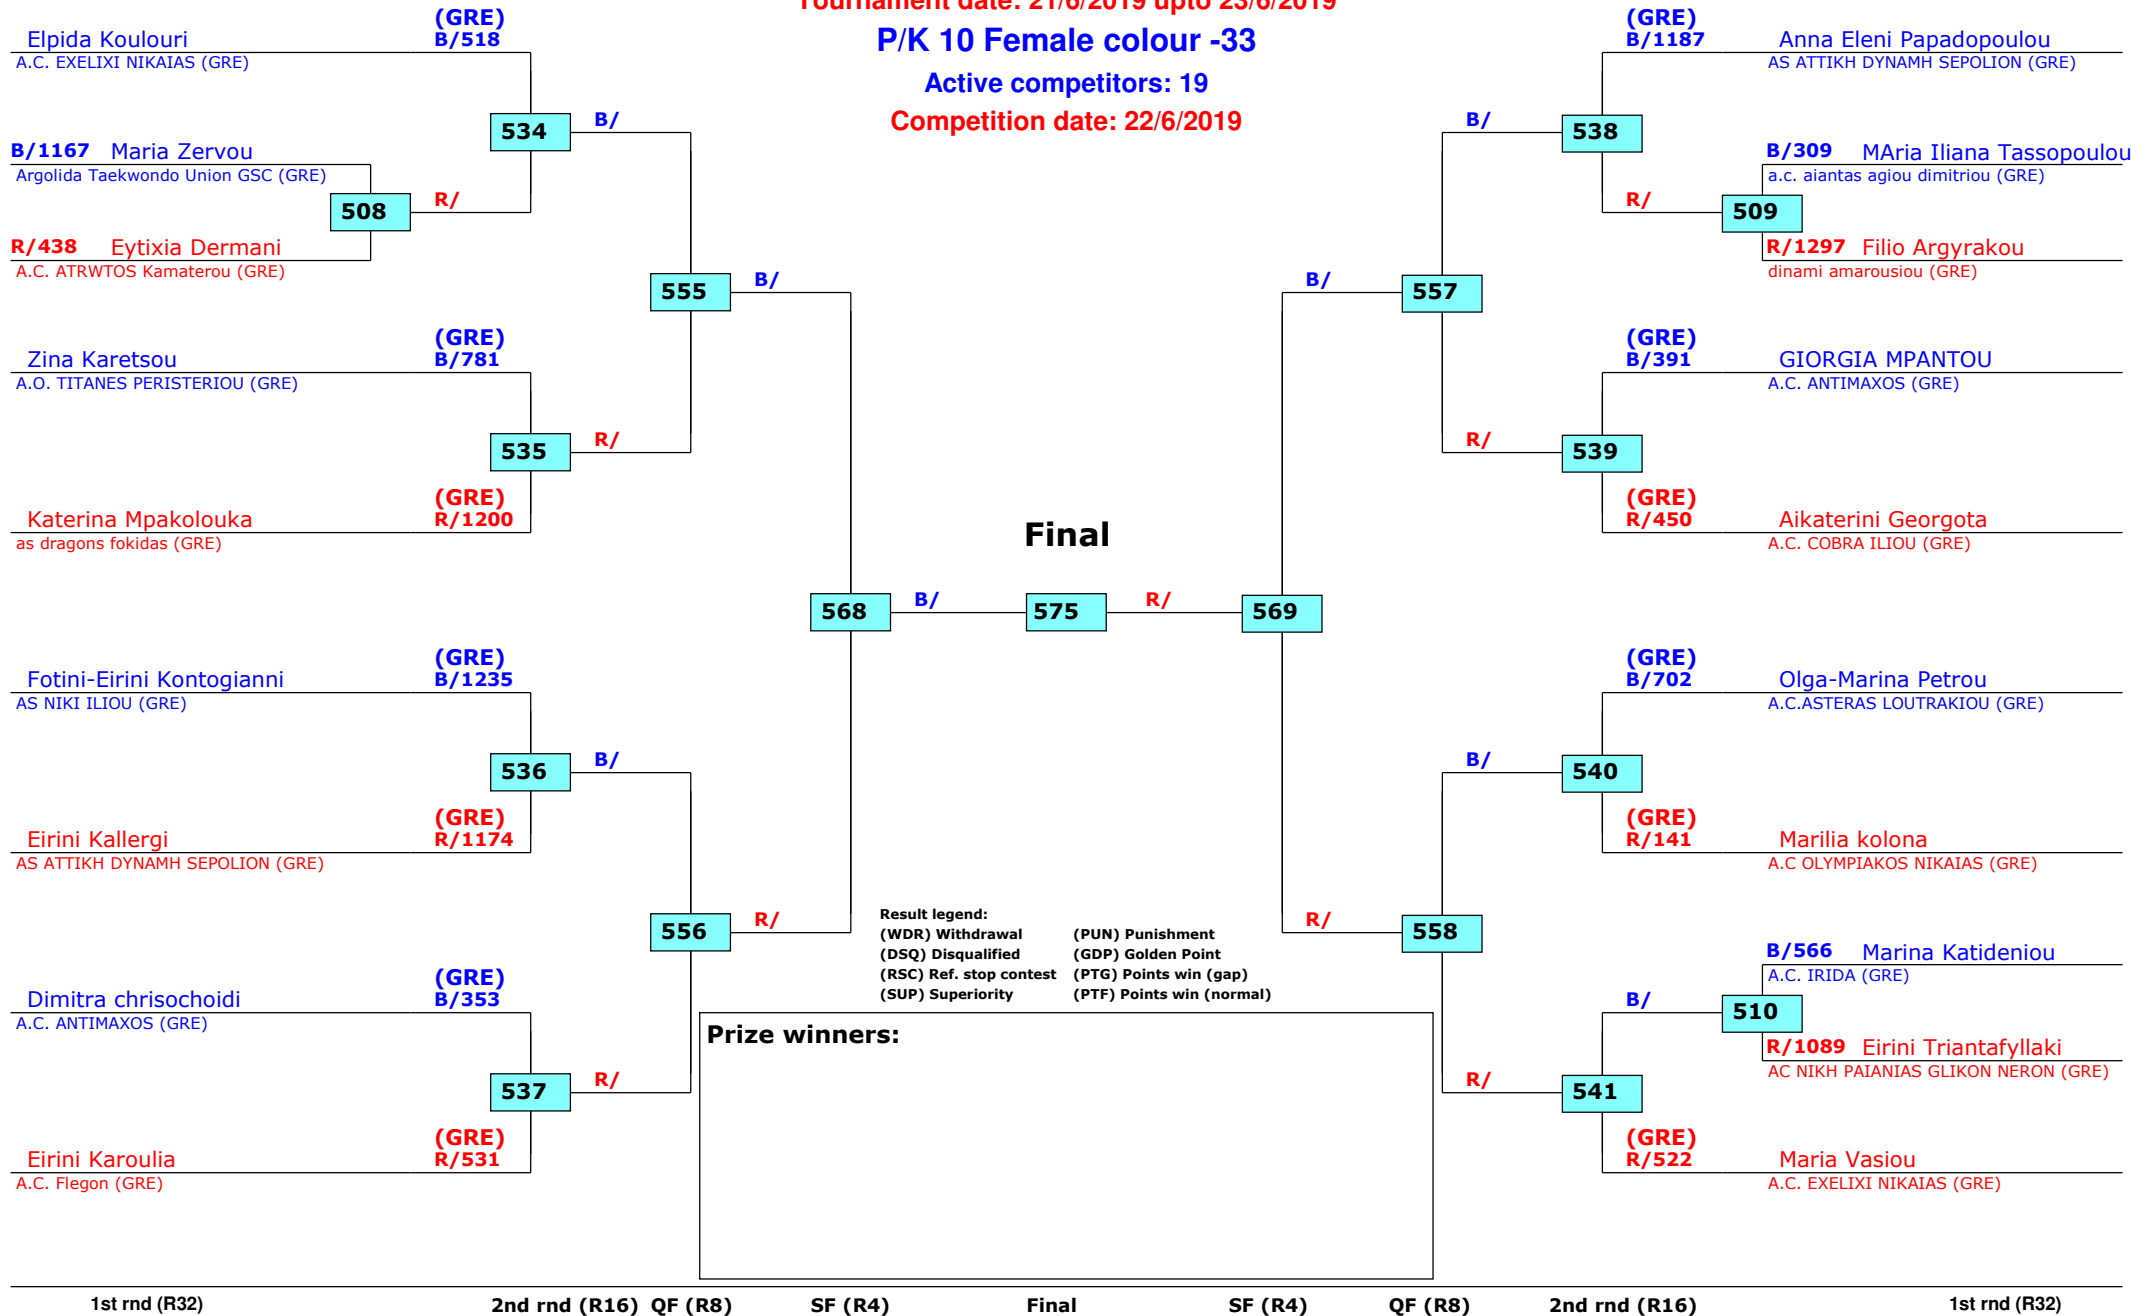 Tournament date: 21/6/2019 upto 23/6/2019
P/K 10 Female colour -33
Active competitors: 19
Competition date: 22/6/2019
(GRE)
Elpida Koulouri B/518
A.C. EXELIXI NIKAIAS (GRE)
534 B/
B/1167 Maria Zervou
Argolida Taekwondo Union GSC (GRE)
508 R/
R/438 Eytixia Dermani
A.C. ATRWTOS Kamaterou (GRE)
555 B/
(GRE)
Zina Karetsou B/781
A.O. TITANES PERISTERIOU (GRE)
535 R/
(GRE)
Katerina Mpakolouka R/1200
as dragons fokidas (GRE)
568 B/
(GRE)
Fotini-Eirini Kontogianni B/1235
AS NIKI ILIOU (GRE)
536 B/
(GRE)
Eirini Kallergi R/1174
AS ATTIKH DYNAMH SEPOLION (GRE)
556 R/
(GRE)
Dimitra chrisochoidi B/353
A.C. ANTIMAXOS (GRE)
537 R/
(GRE)
Eirini Karoulia R/531
A.C. Flegon (GRE)
Final
575
(GRE)
B/1187 Anna Eleni Papadopoulou
AS ATTIKH DYNAMH SEPOLION (GRE)
B/ 538
B/309 MAria Iliana Tassopoulou
a.c. aiantas agiou dimitriou (GRE)
R/ 509
R/1297 Filio Argyrakou
dinami amarousiou (GRE)
B/ 557
(GRE)
B/391 GIORGIA MPANTOU
A.C. ANTIMAXOS (GRE)
R/ 539
(GRE)
R/450 Aikaterini Georgota
A.C. COBRA ILIOU (GRE)
R/ 569
(GRE)
B/702 Olga-Marina Petrou
A.C.ASTERAS LOUTRAKIOU (GRE)
B/ 540
(GRE)
R/141 Marilia kolona
A.C OLYMPIAKOS NIKAIAS (GRE)
R/ 558
B/566 Marina Katideniou
A.C. IRIDA (GRE)
B/ 510
R/1089 Eirini Triantafyllaki
AC NIKH PAIANIAS GLIKON NERON (GRE)
R/ 541
(GRE)
R/522 Maria Vasiou
A.C. EXELIXI NIKAIAS (GRE)
Result legend:
(WDR) Withdrawal (PUN) Punishment
(DSQ) Disqualified (GDP) Golden Point
(RSC) Ref. stop contest (PTG) Points win (gap)
(SUP) Superiority (PTF) Points win (normal)
Prize winners:
1st rnd (R32) 2nd rnd (R16) QF (R8) SF (R4) Final SF (R4) QF (R8) 2nd rnd (R16) 1st rnd (R32)